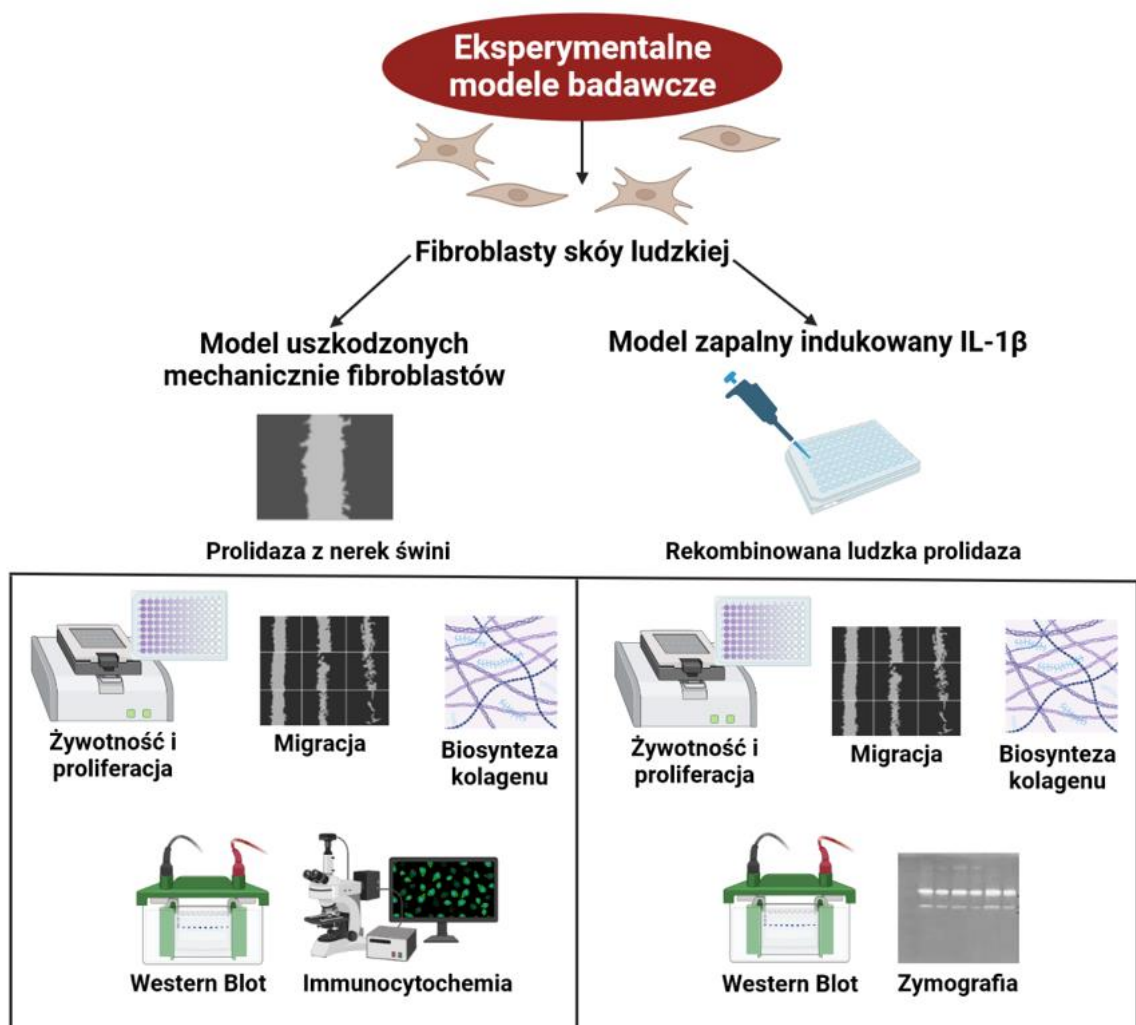 Eksperymentalne
modele badawcze
Fibroblasty skóy ludzkiej
Model uszkodzonych
mechanicznie fibroblastów
Model zapalny indukowany IL-1β
Prolidaza z nerek świni
Rekombinowana ludzka prolidaza
Żywotność i
proliferacja
Migracja
Biosynteza
kolagenu
Western Blot
Immunocytochemia
Żywotność i
proliferacja
Migracja
Biosynteza
kolagenu
Western Blot
Zymografia